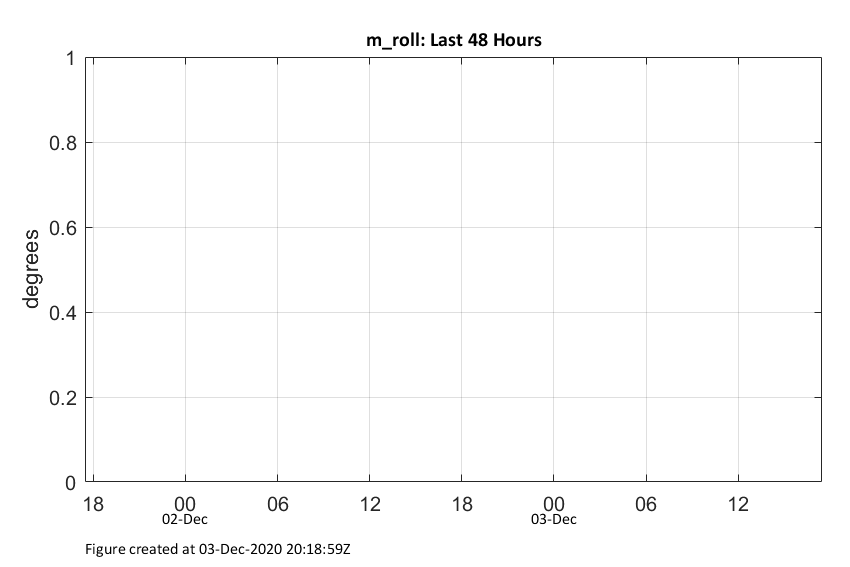 m_roll: Last 48 Hours
1
0.8
0.6
0.4
0.2
0
degrees
18 00 06 12 18 00 06 12
02-Dec 03-Dec
Figure created at 03-Dec-2020 20:18:59Z